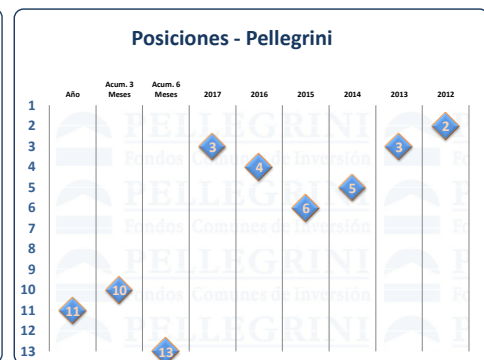 Posiciones - Pellegrini
Año Acum. 3 Meses Acum. 6 Meses 2017 2016 2015 2014 2013 2012
1
2 2
3 3 3
4 4
5 5
6 6
7
8
9
10 10
11 11
12
13 13
PELLEGRINI
Fondos Comunes de Inversión
PELLEGRINI
Fondos Comunes de Inversión
PELLEGRINI
Fondos Comunes de Inversión
PELLEGRINI